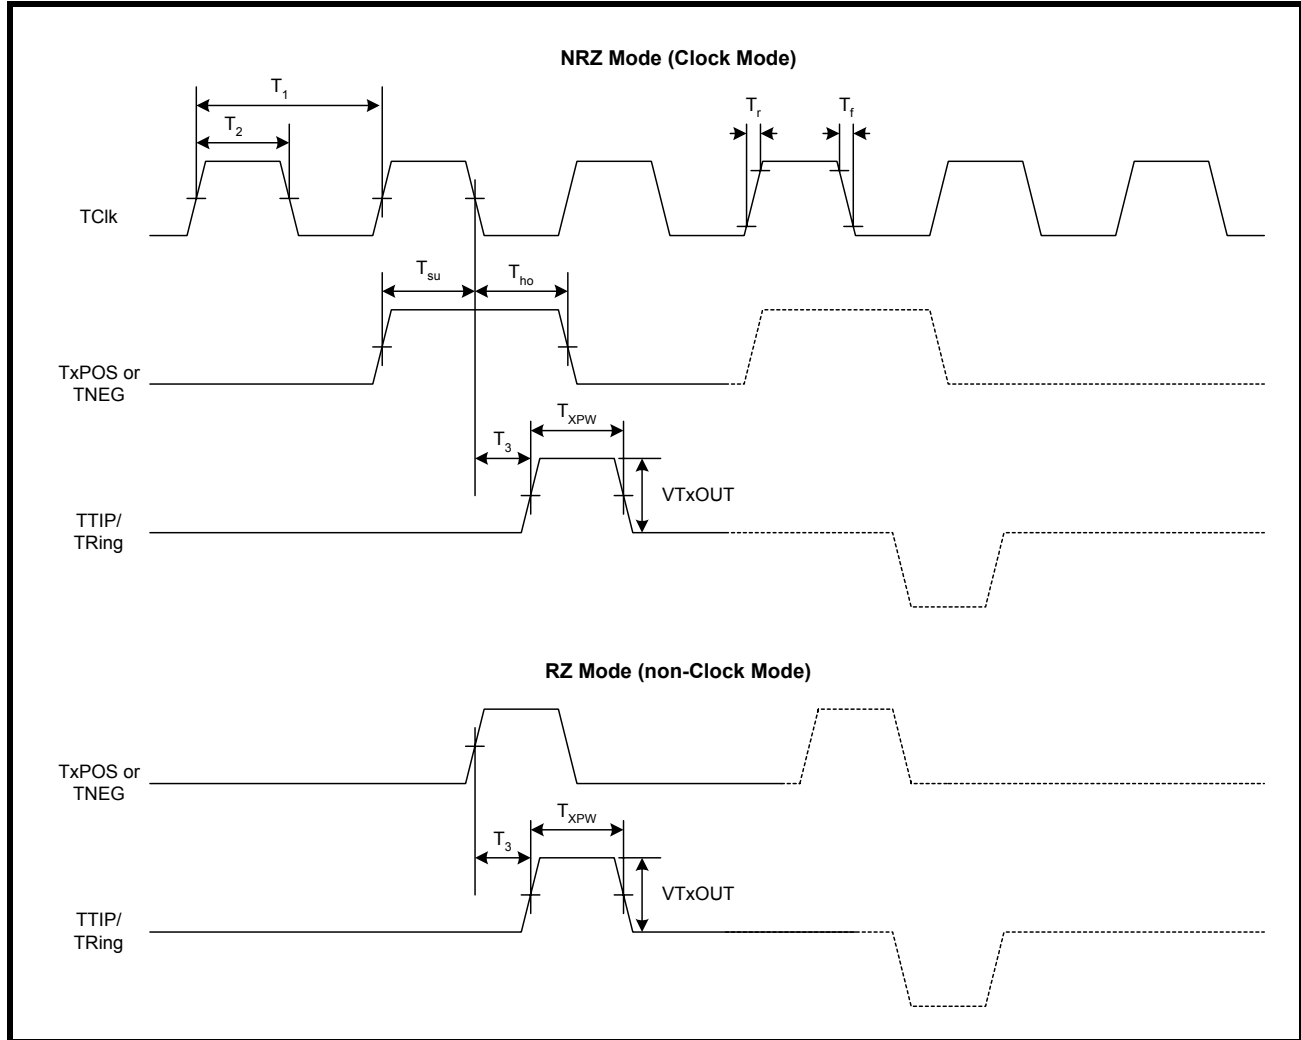 NRZ Mode (Clock Mode)
T1
T2
Tr
Tf
TClk
Tsu
Tho
TxPOS or
TNEG
TXPW
T3
VTxOUT
TTIP/
TRing
RZ Mode (non-Clock Mode)
TxPOS or
TNEG
TXPW
T3
VTxOUT
TTIP/
TRing